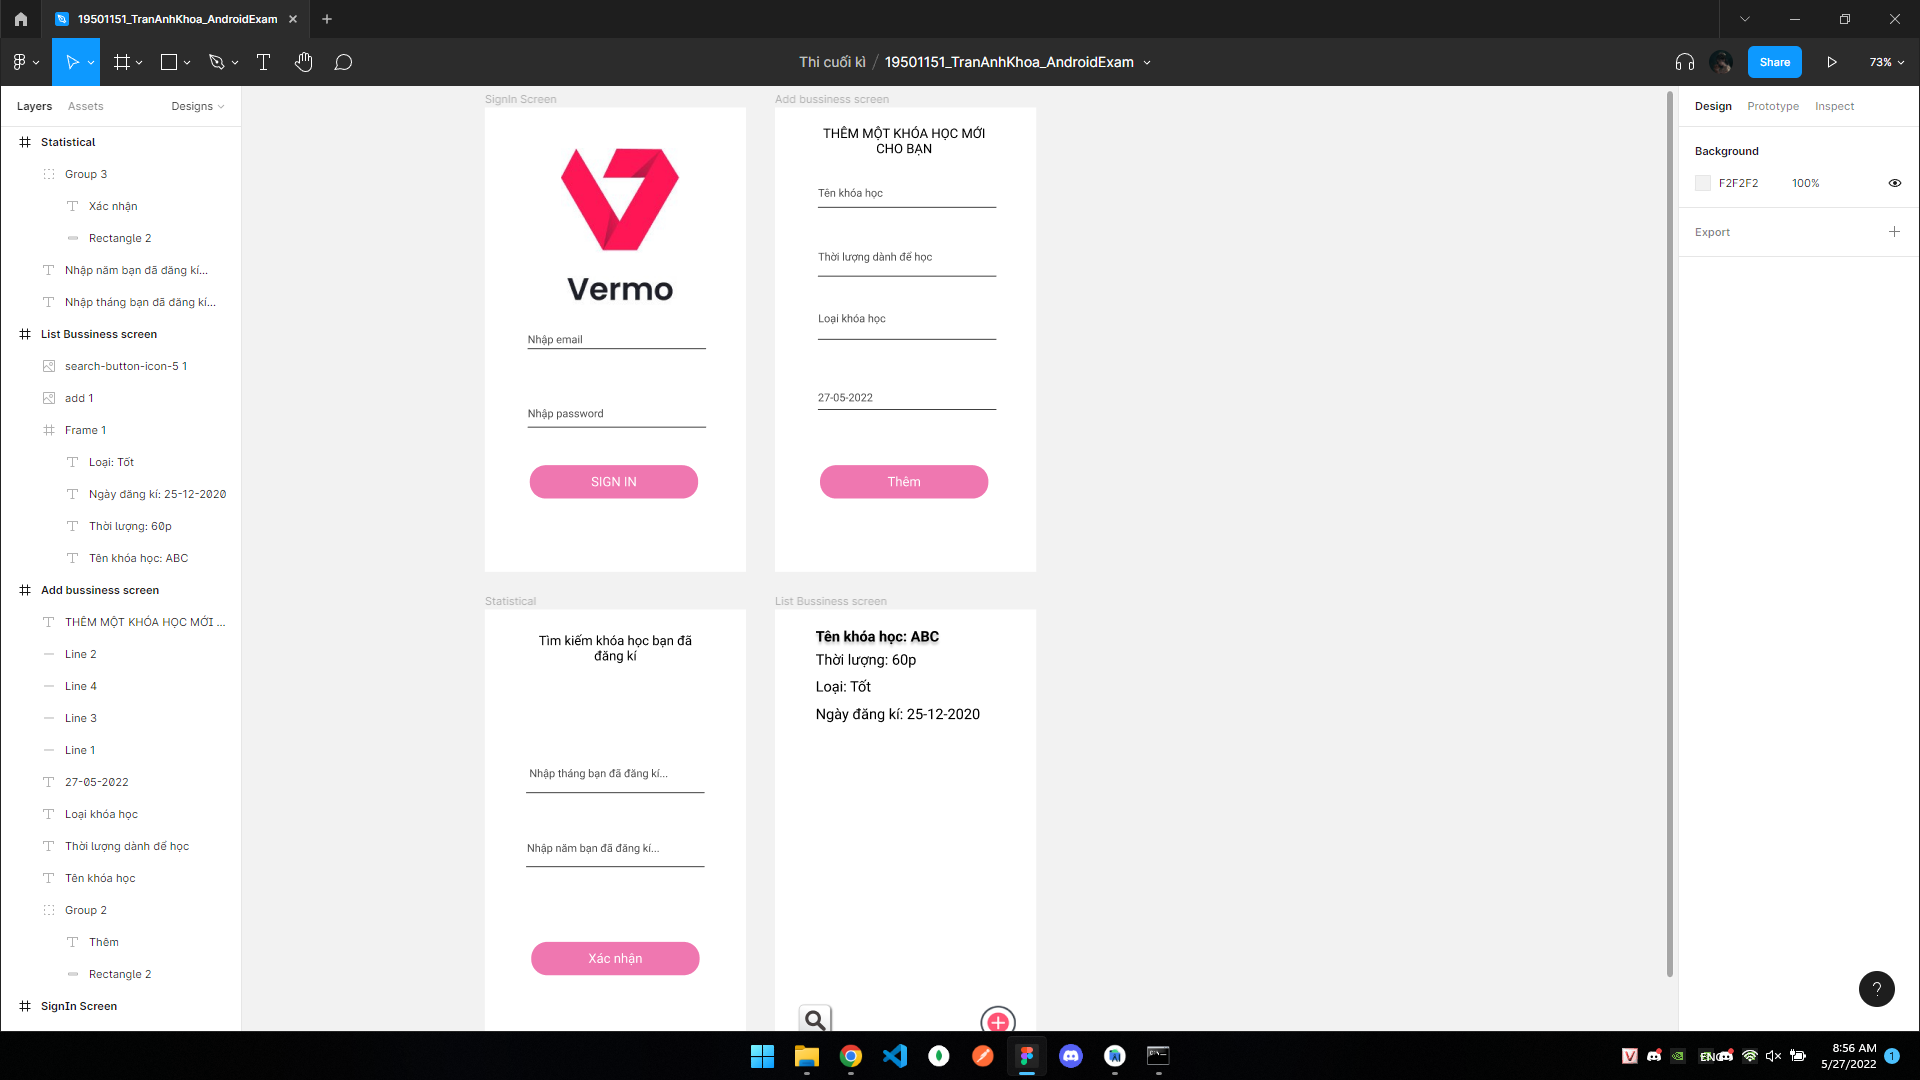 19501151_TranAnhKhoa_AndroidExam
Thi cuối kì / 19501151_TranAnhKhoa_AndroidExam
Share
73%
Layers
Assets
Designs
Statistical
Group 3
Xác nhận
Rectangle 2
Nhập năm bạn đã đăng kí...
Nhập tháng bạn đã đăng kí...
List Bussiness screen
search-button-icon-5 1
add 1
Frame 1
Loại: Tốt
Ngày đăng kí: 25-12-2020
Thời lượng: 60p
Tên khóa học: ABC
Add bussiness screen
THÊM MỘT KHÓA HỌC MỚI ...
Line 2
Line 4
Line 3
Line 1
27-05-2022
Loại khóa học
Thời lượng dành để học
Tên khóa học
Group 2
Thêm
Rectangle 2
SignIn Screen
SignIn Screen
Vermo
Nhập email
Nhập password
SIGN IN
Add bussiness screen
THÊM MỘT KHÓA HỌC MỚI
CHO BẠN
Tên khóa học
Thời lượng dành để học
Loại khóa học
27-05-2022
Thêm
Statistical
Tìm kiếm khóa học bạn đã
đăng kí
Nhập tháng bạn đã đăng kí...
Nhập năm bạn đã đăng kí...
Xác nhận
List Bussiness screen
Tên khóa học: ABC
Thời lượng: 60p
Loại: Tốt
Ngày đăng kí: 25-12-2020
Design
Prototype
Inspect
Background
F2F2F2
100%
Export
?
V
ENG
8:56 AM
5/27/2022
1